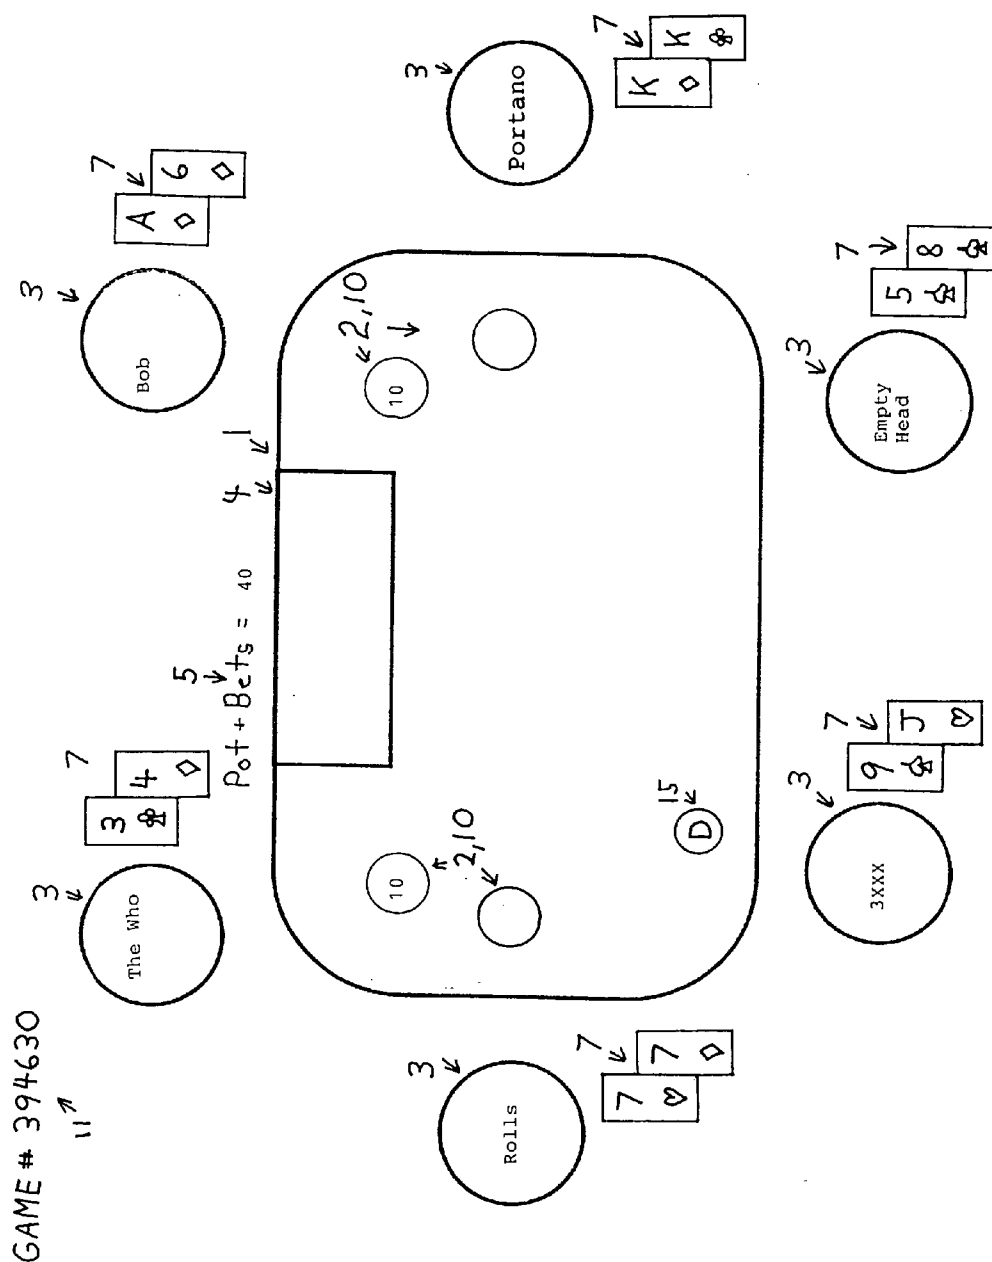 GAME # 394630
11
3
The Who
7
3 ♣
4 ♦
3
Bob
7
A ♦
6 ♦
5
Pot + Bets = 40
4
1
10
2,10
10
2,10
3
Rolls
7
7 ♥
7 ♦
3
Portano
7
K ♦
K ♣
15
D
3
3XXX
7
9 ♠
J ♥
3
Empty
Head
7
5 ♠
8 ♠